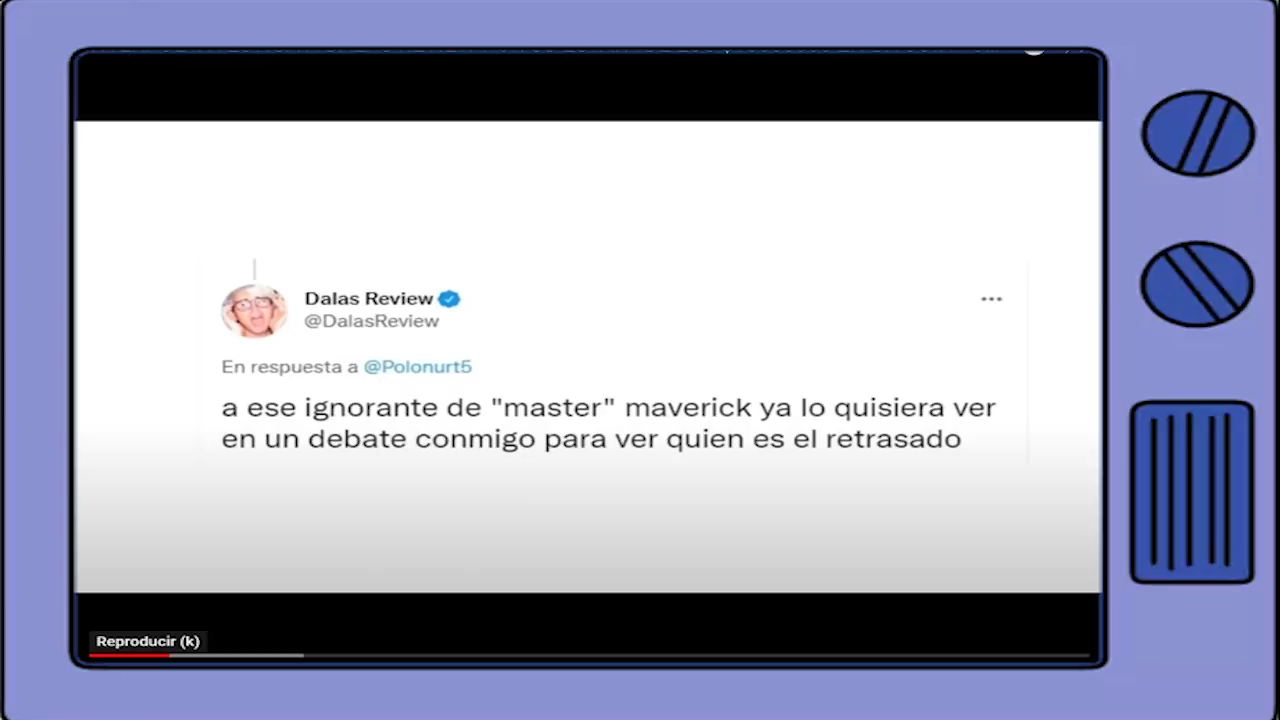 Dalas Review
@DalasReview
En respuesta a @Polonurt5
a ese ignorante de "master" maverick ya lo quisiera ver
en un debate conmigo para ver quien es el retrasado
Reproducir (k)